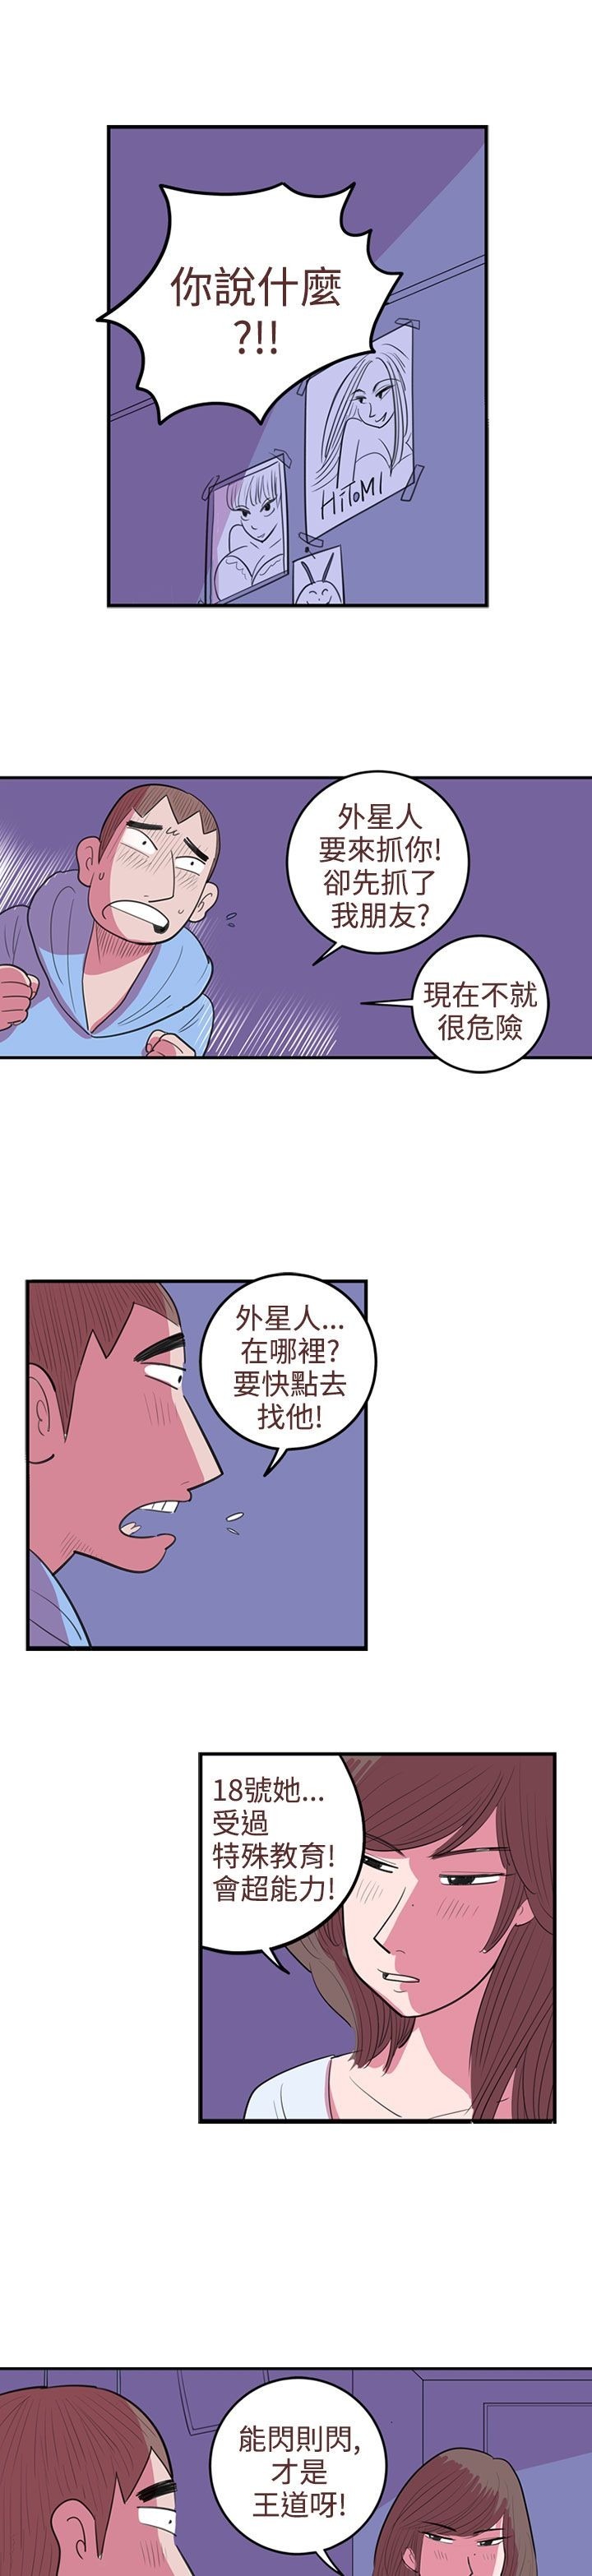 你說什麼
?!!
HiToMI
外星人
要來抓你!
卻先抓了
我朋友?
現在不就
很危險
外星人...
在哪裡?
要快點去
找他!
18號她...
受過
特殊教育!
會超能力!
能閃則閃,
才是
王道呀!